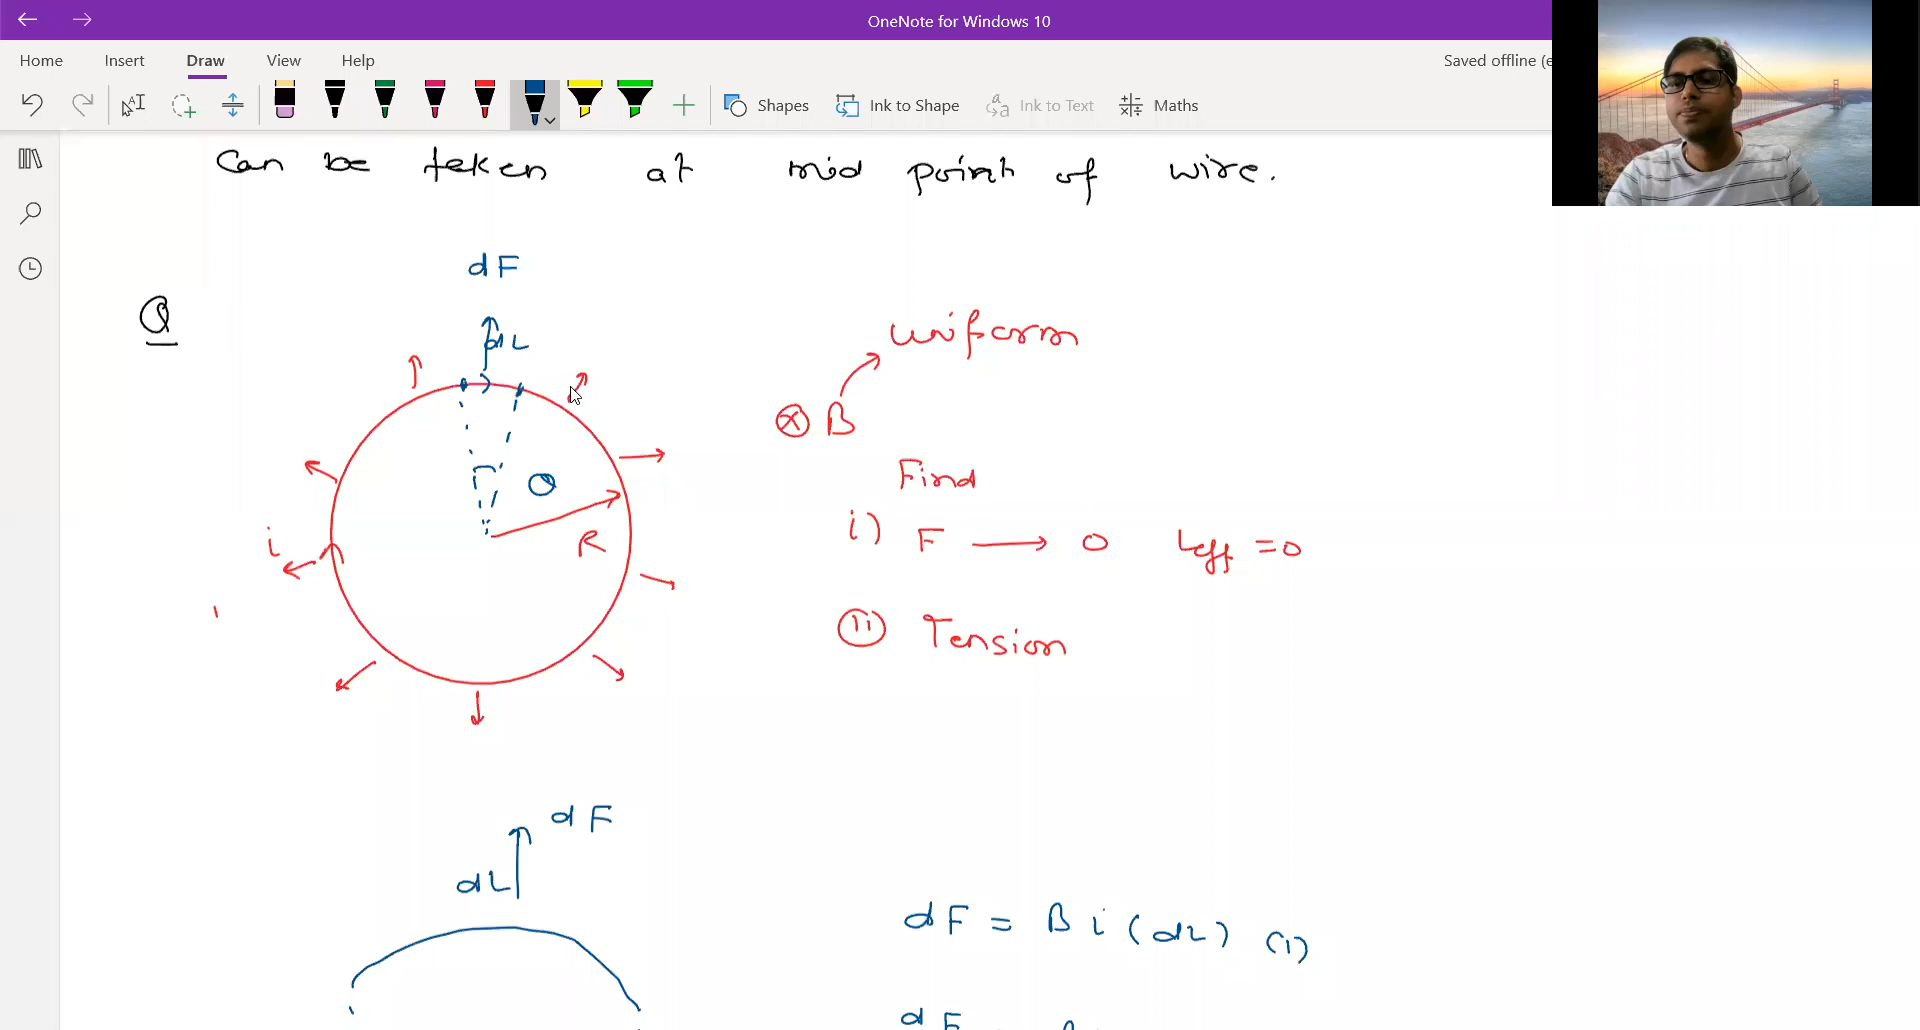 OneNote for Windows 10
Home Insert Draw View Help Saved offline (e
Shapes Ink to Shape Ink to Text Maths
Can be taken at mid point of wire.
dF
Q
dL
uniform
⊗ B
Find
θ
i) F → 0 Leff = 0
i
R
(ii) Tension
dF
dL
dF = B i (dL) (1)
dF